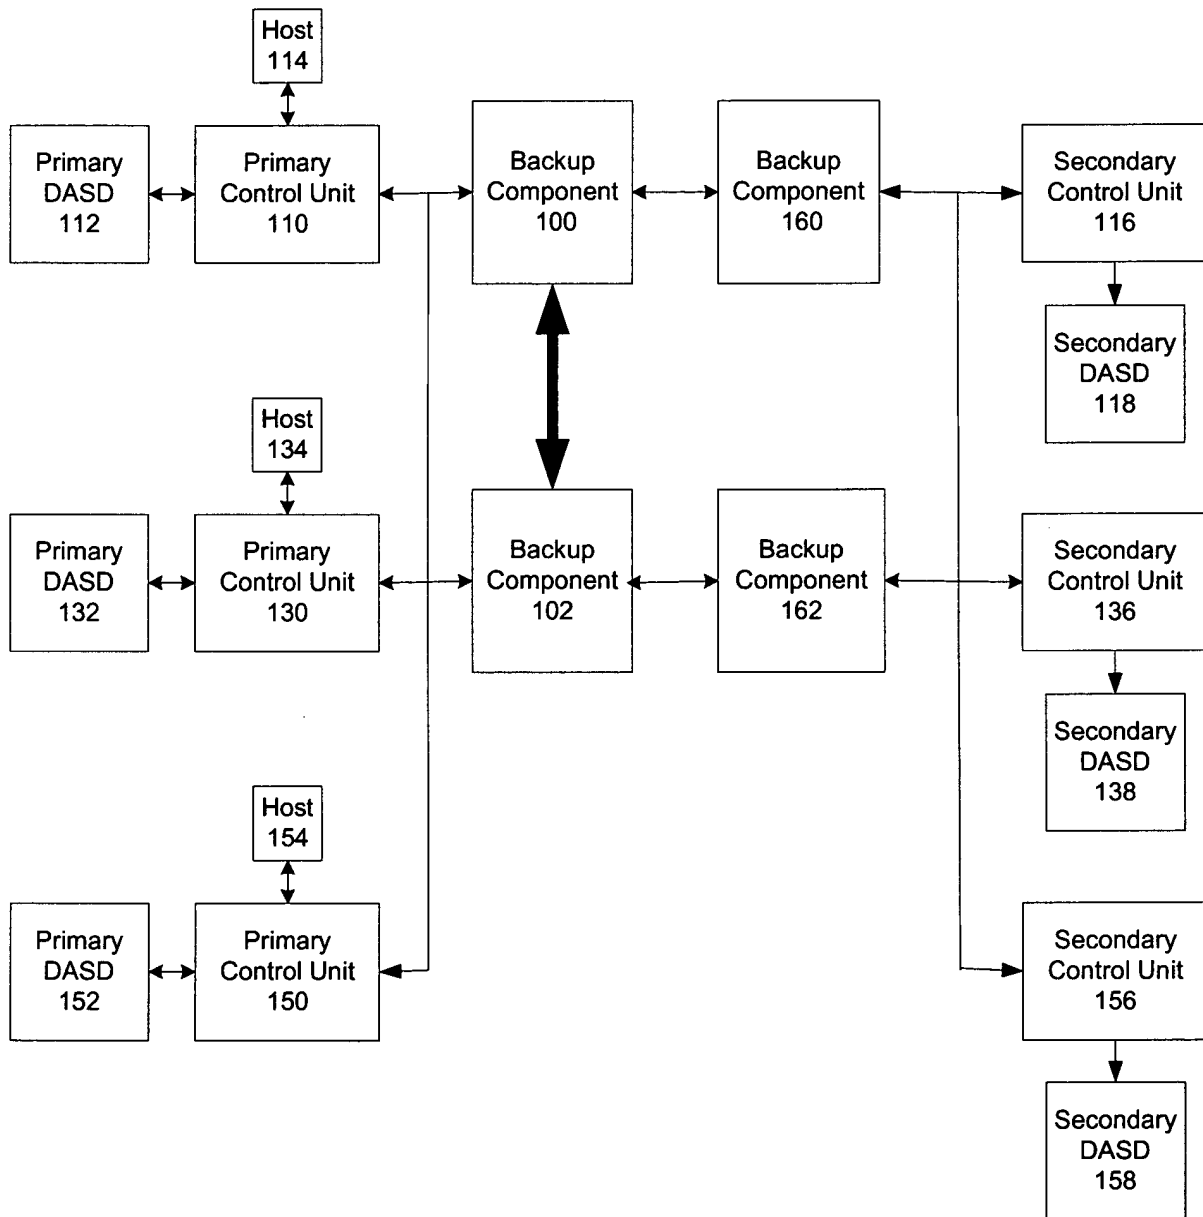 Host
114
Primary
DASD
112
Primary
Control Unit
110
Backup
Component
100
Backup
Component
160
Secondary
Control Unit
116
Secondary
DASD
118
Host
134
Primary
DASD
132
Primary
Control Unit
130
Backup
Component
102
Backup
Component
162
Secondary
Control Unit
136
Secondary
DASD
138
Host
154
Primary
DASD
152
Primary
Control Unit
150
Secondary
Control Unit
156
Secondary
DASD
158